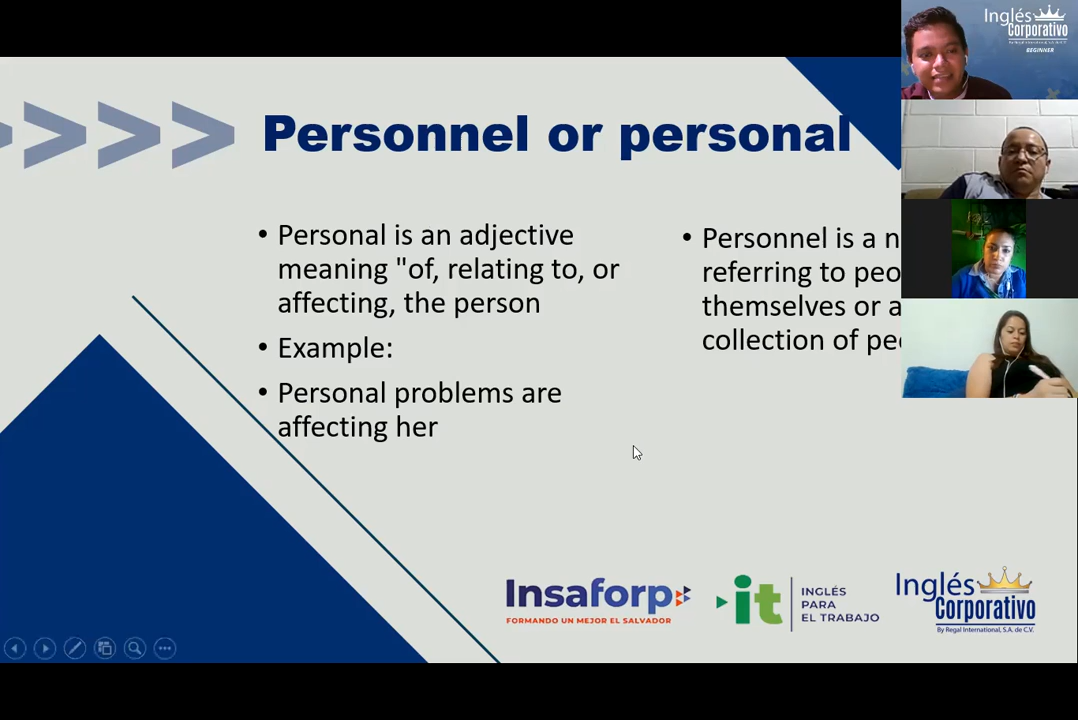 Personnel or personal
• Personal is an adjective
meaning "of, relating to, or
affecting, the person
• Example:
• Personal problems are
affecting her
• Personnel is a n
referring to peo
themselves or a
collection of pe
Insaforp
FORMANDO UN MEJOR EL SALVADOR
it
INGLÉS
PARA
EL TRABAJO
Inglés
Corporativo
By Regal International, S.A. de C.V.
Inglés
Corporativo
BEGINNER